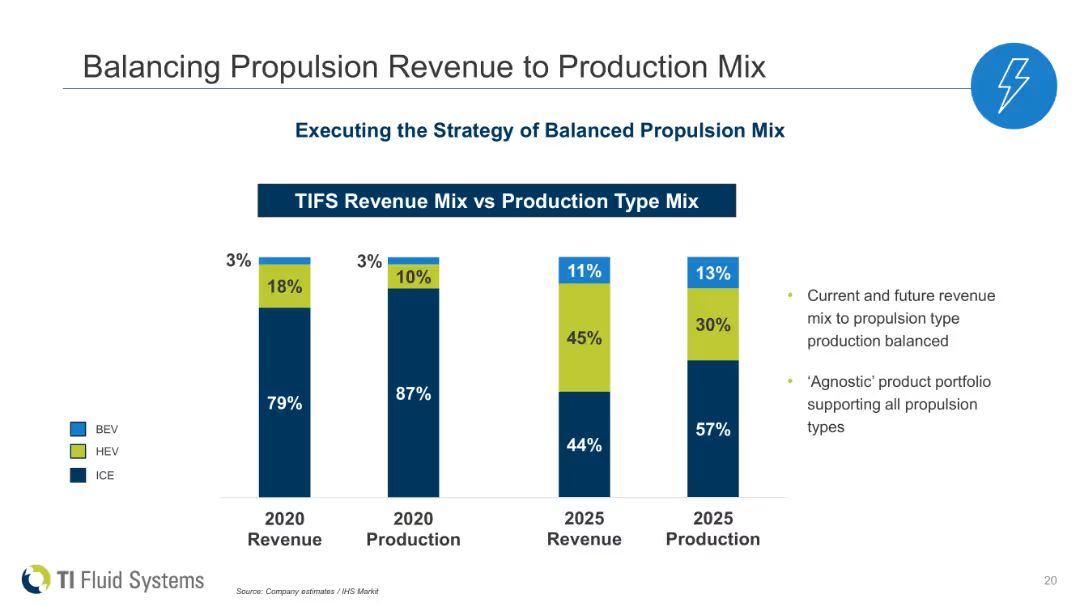 Balancing Propulsion Revenue to Production Mix
Executing the Strategy of Balanced Propulsion Mix
TIFS Revenue Mix vs Production Type Mix
3%
18%
79%
3%
10%
87%
11%
45%
44%
13%
30%
57%
2020
Revenue
2020
Production
2025
Revenue
2025
Production
BEV
HEV
ICE
• Current and future revenue
mix to propulsion type
production balanced
• ‘Agnostic’ product portfolio
supporting all propulsion
types
TI Fluid Systems
Source: Company estimates / IHS Markit
20